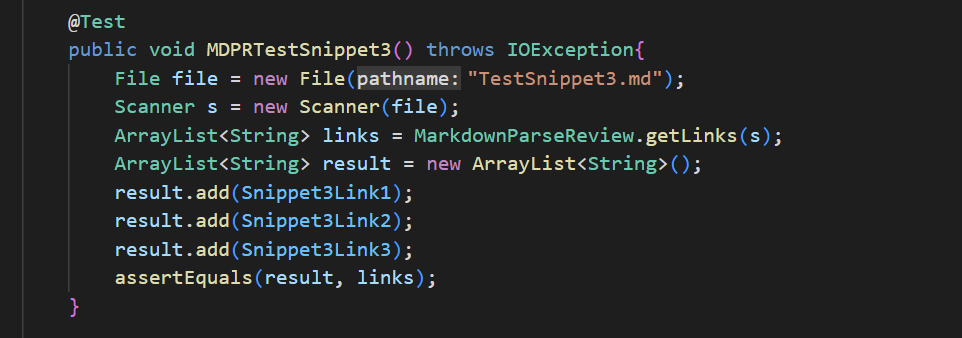 @Test
public void MDPRTestSnippet3() throws IOException{
File file = new File(pathname: "TestSnippet3.md");
Scanner s = new Scanner(file);
ArrayList<String> links = MarkdownParseReview.getLinks(s);
ArrayList<String> result = new ArrayList<String>();
result.add(Snippet3Link1);
result.add(Snippet3Link2);
result.add(Snippet3Link3);
assertEquals(result, links);
}